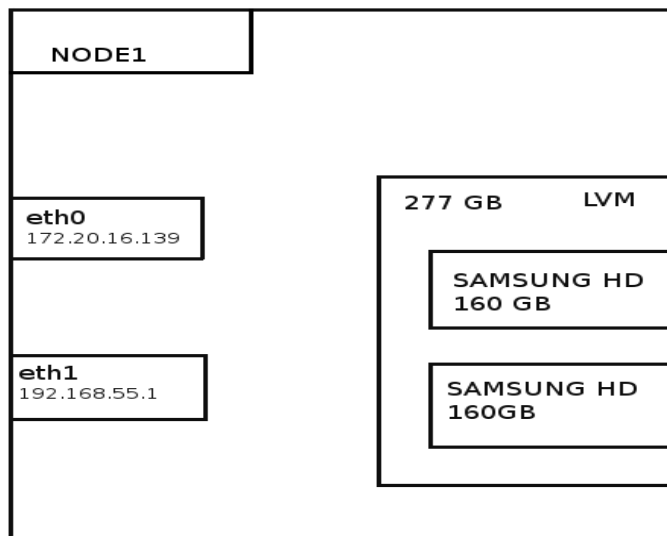 NODE1
eth0
172.20.16.139
eth1
192.168.55.1
277 GB LVM
SAMSUNG HD
160 GB
SAMSUNG HD
160GB